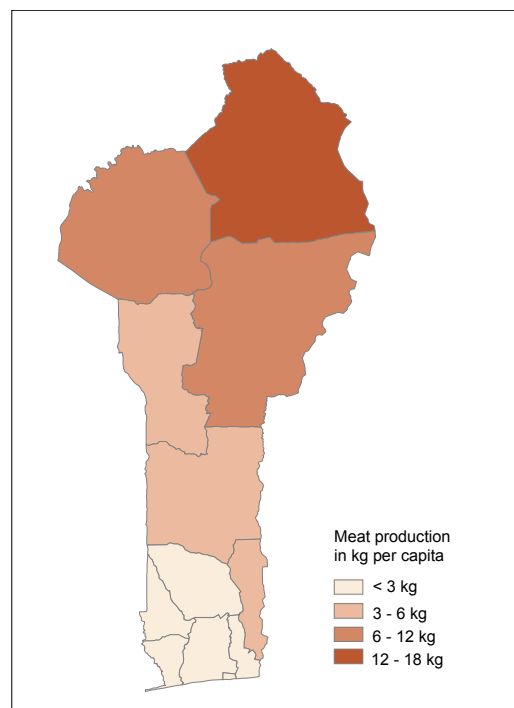 Meat production
in kg per capita
< 3 kg
3 - 6 kg
6 - 12 kg
12 - 18 kg